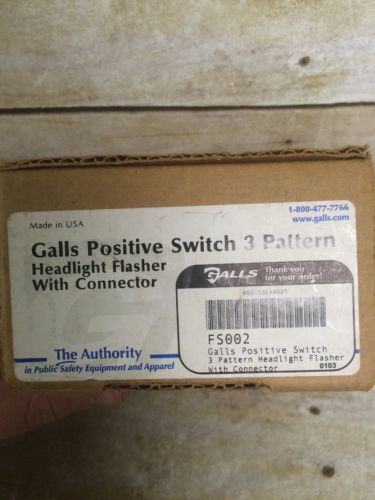 1-800-477-7766
www.galls.com
Made in USA
Galls Positive Switch 3 Pattern
Headlight Flasher
With Connector
GALLS
Thank you
for your order!
FS002
Galls Positive Switch
3 Pattern Headlight Flasher
With Connector
0103
The Authority
in Public Safety Equipment and Apparel